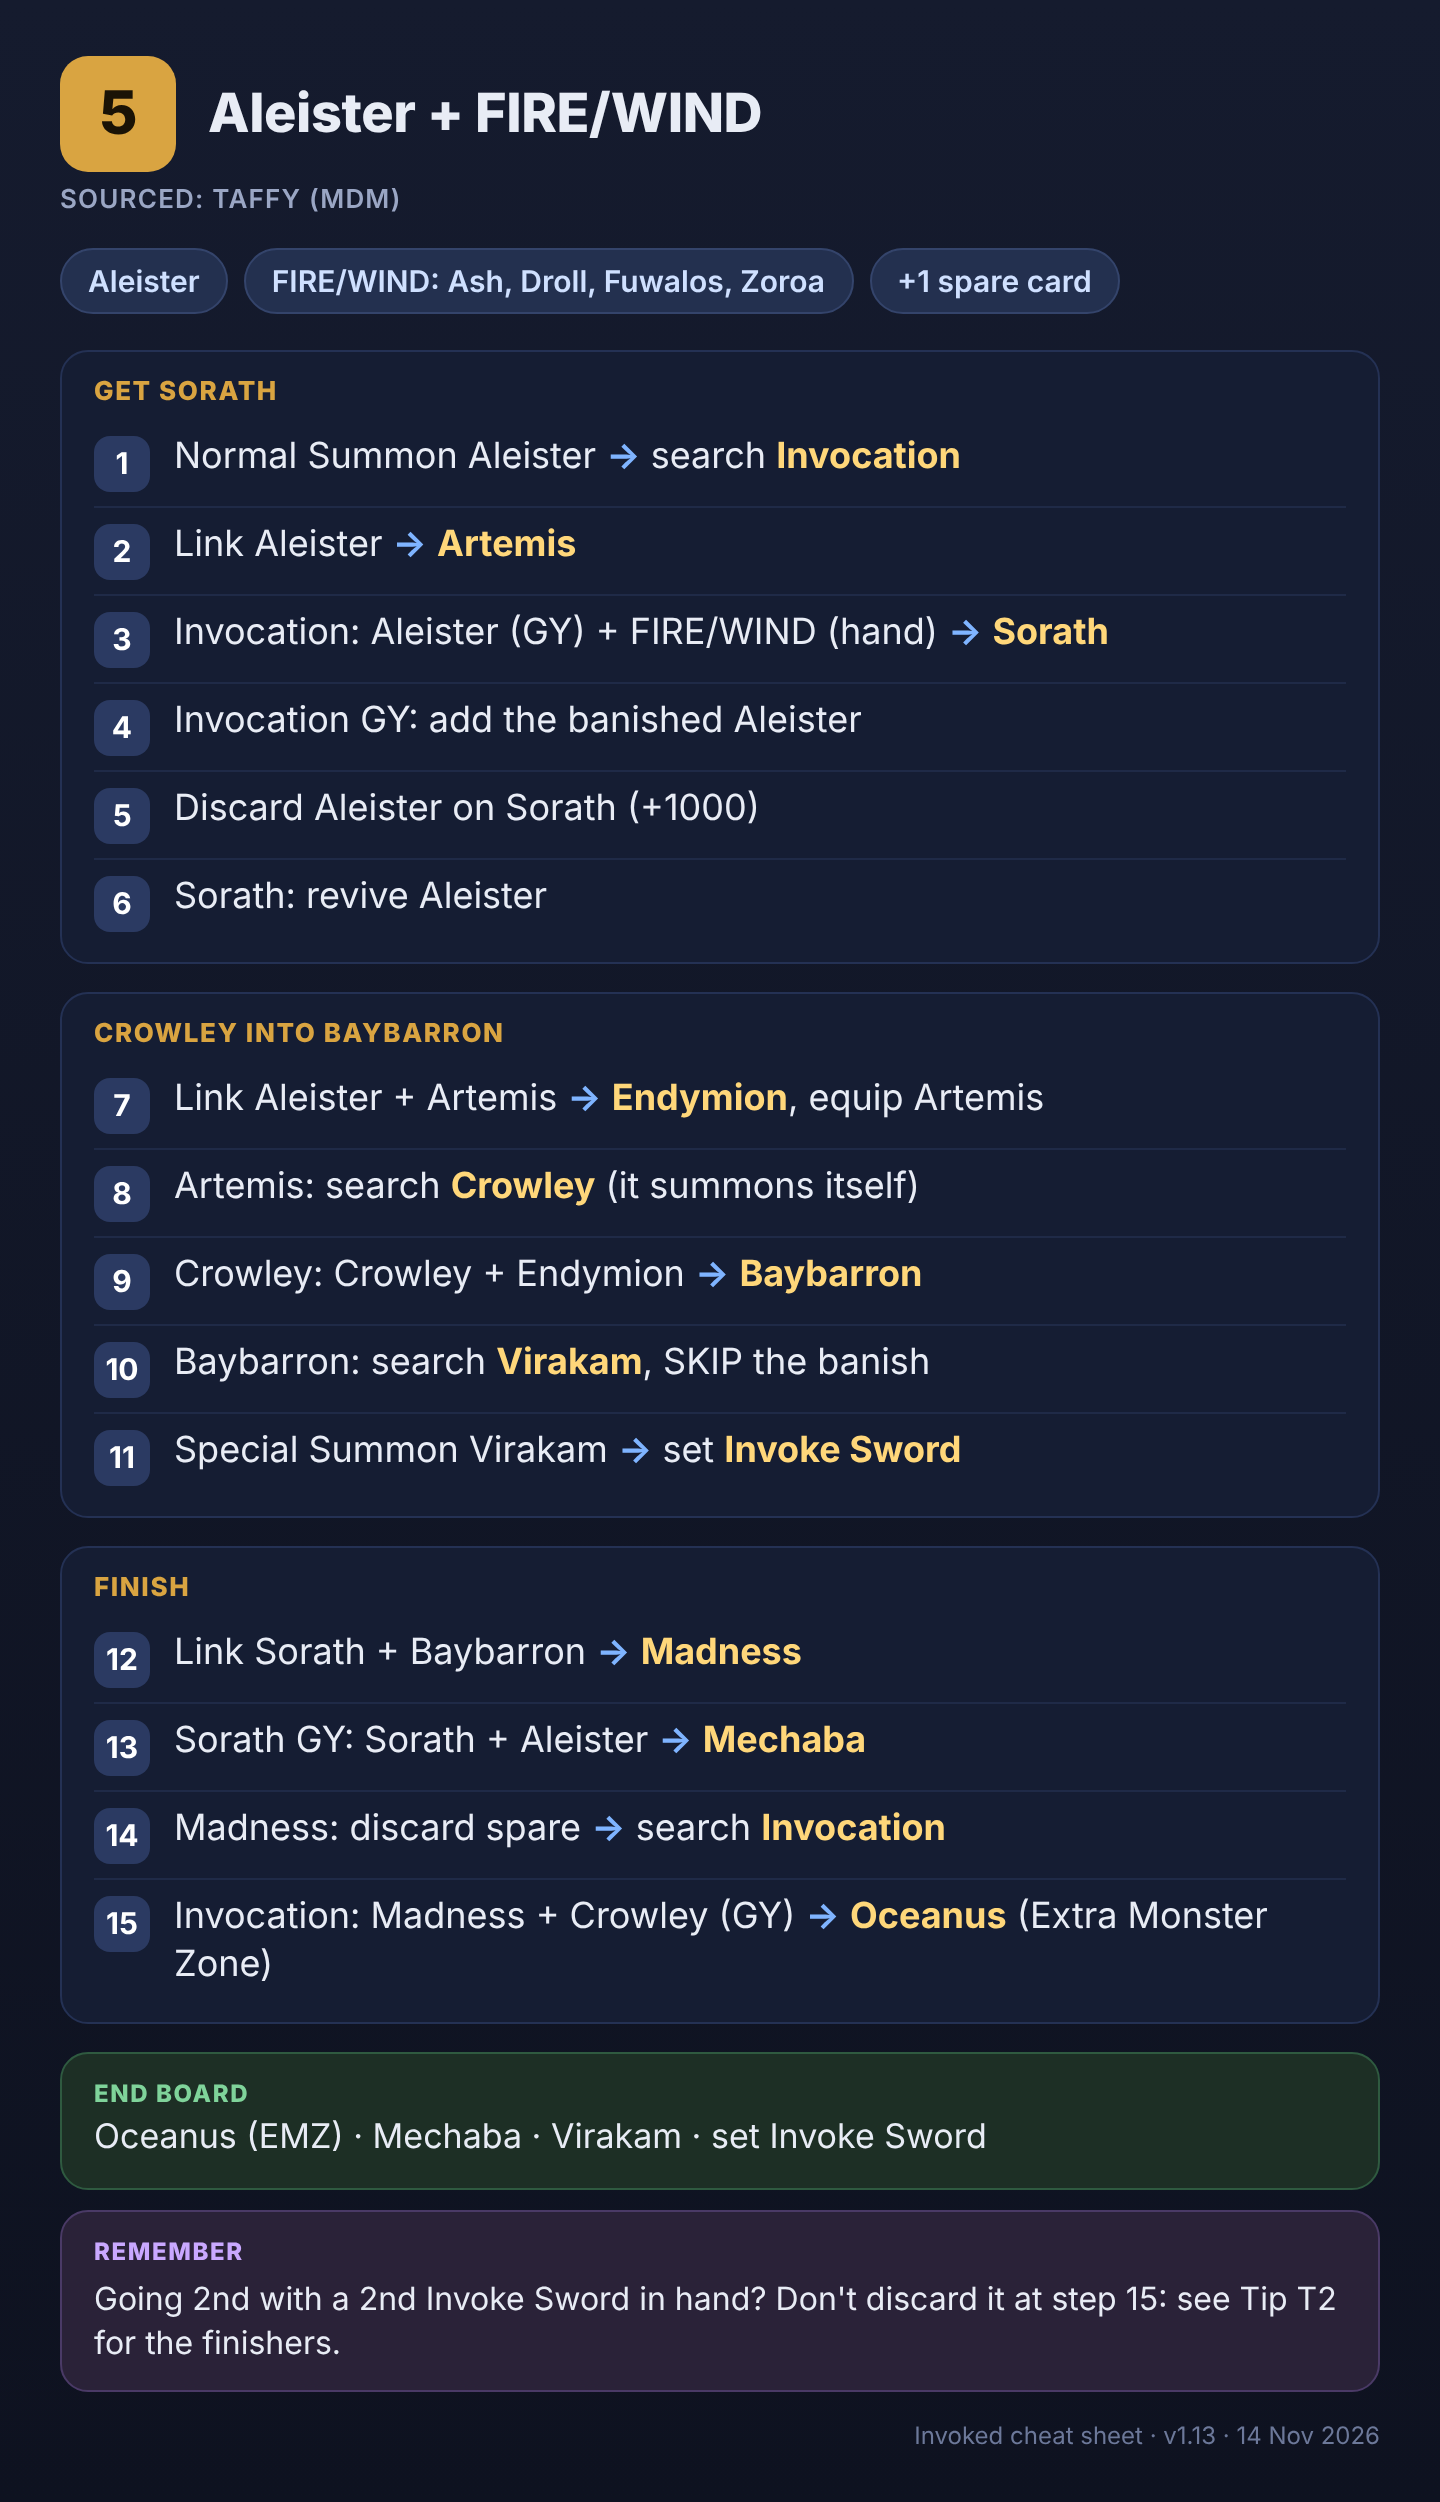 5
Aleister + FIRE/WIND
SOURCED: TAFFY (MDM)
Aleister
FIRE/WIND: Ash, Droll, Fuwalos, Zoroa
+1 spare card
GET SORATH
1 Normal Summon Aleister → search Invocation
2 Link Aleister → Artemis
3 Invocation: Aleister (GY) + FIRE/WIND (hand) → Sorath
4 Invocation GY: add the banished Aleister
5 Discard Aleister on Sorath (+1000)
6 Sorath: revive Aleister
CROWLEY INTO BAYBARRON
7 Link Aleister + Artemis → Endymion, equip Artemis
8 Artemis: search Crowley (it summons itself)
9 Crowley: Crowley + Endymion → Baybarron
10 Baybarron: search Virakam, SKIP the banish
11 Special Summon Virakam → set Invoke Sword
FINISH
12 Link Sorath + Baybarron → Madness
13 Sorath GY: Sorath + Aleister → Mechaba
14 Madness: discard spare → search Invocation
15 Invocation: Madness + Crowley (GY) → Oceanus (Extra Monster
Zone)
END BOARD
Oceanus (EMZ) · Mechaba · Virakam · set Invoke Sword
REMEMBER
Going 2nd with a 2nd Invoke Sword in hand? Don't discard it at step 15: see Tip T2
for the finishers.
Invoked cheat sheet · v1.13 · 14 Nov 2026